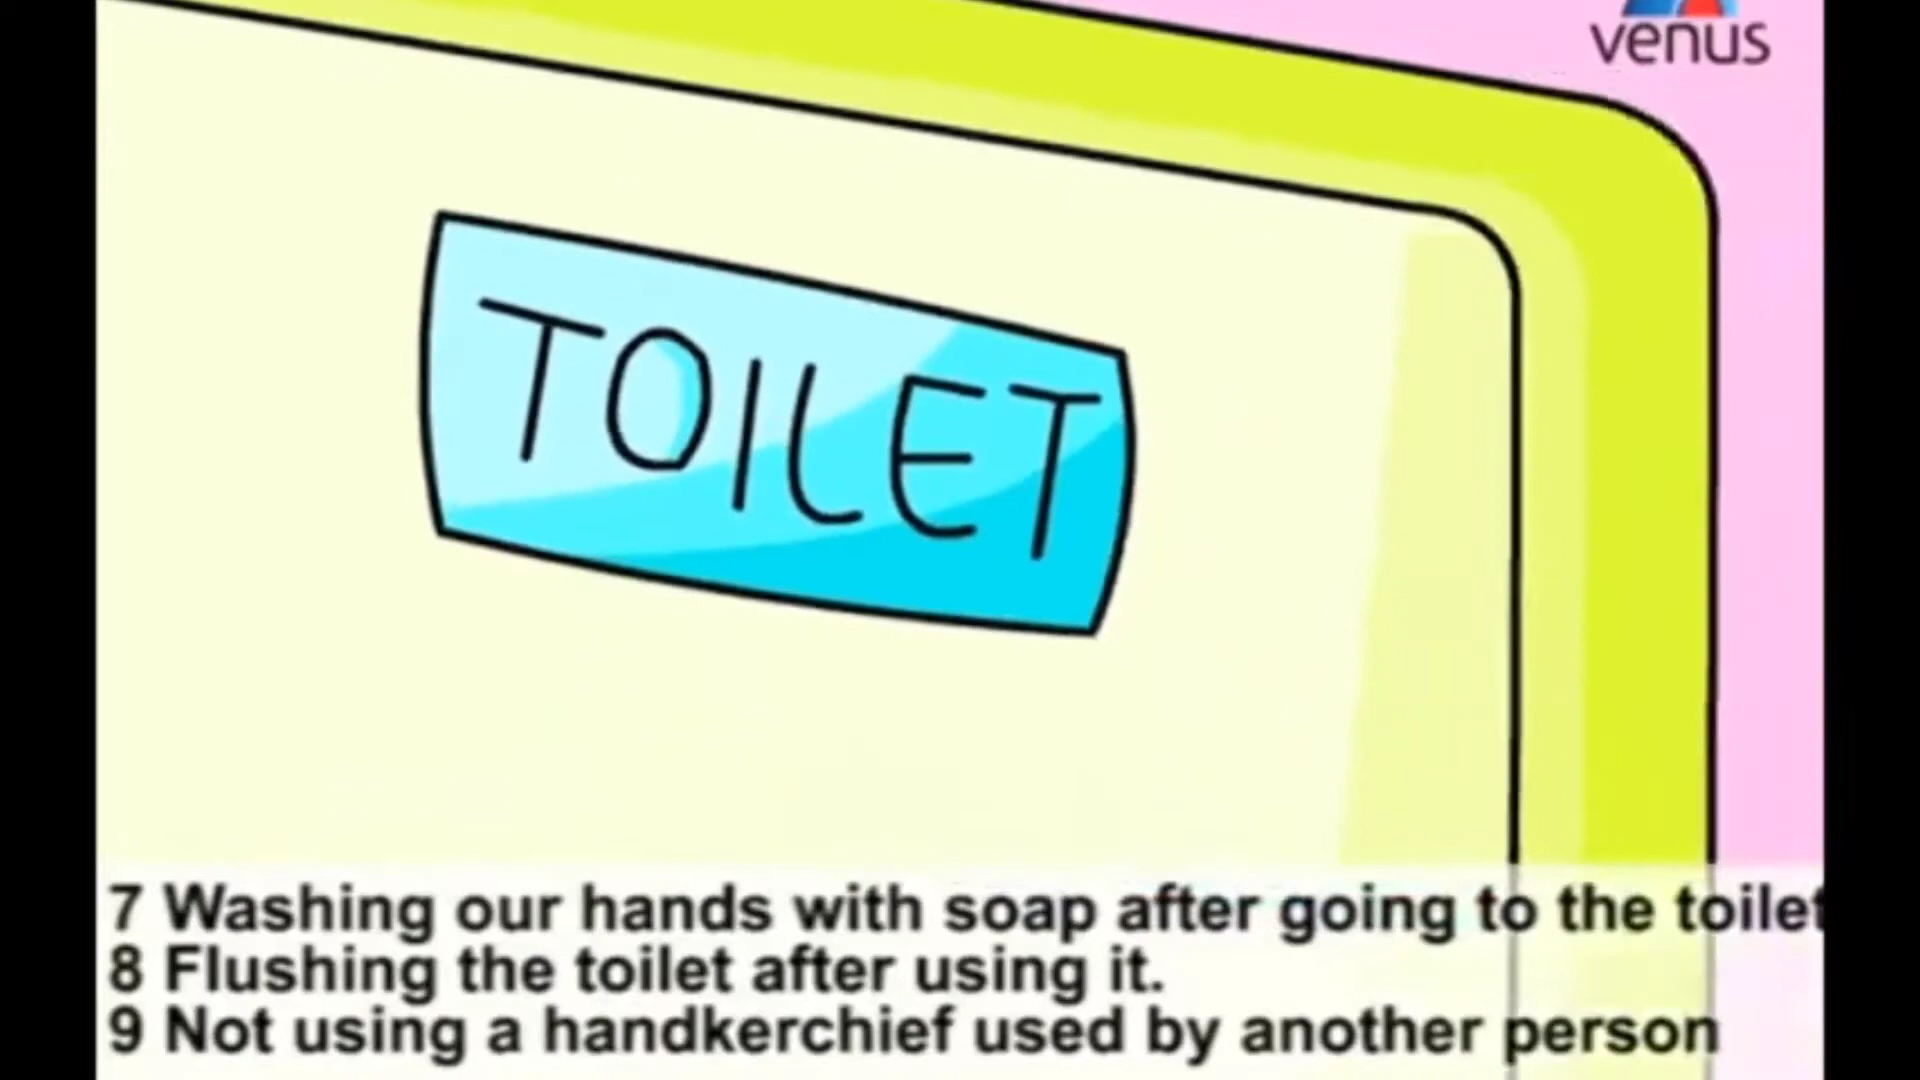 venus
TOILET
7 Washing our hands with soap after going to the toilet
8 Flushing the toilet after using it.
9 Not using a handkerchief used by another person